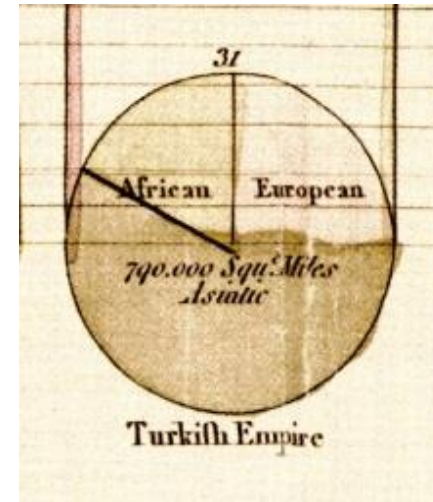 31
African European
790.000 Squ.ᵉ Miles
Asiatic
Turkiſh Empire